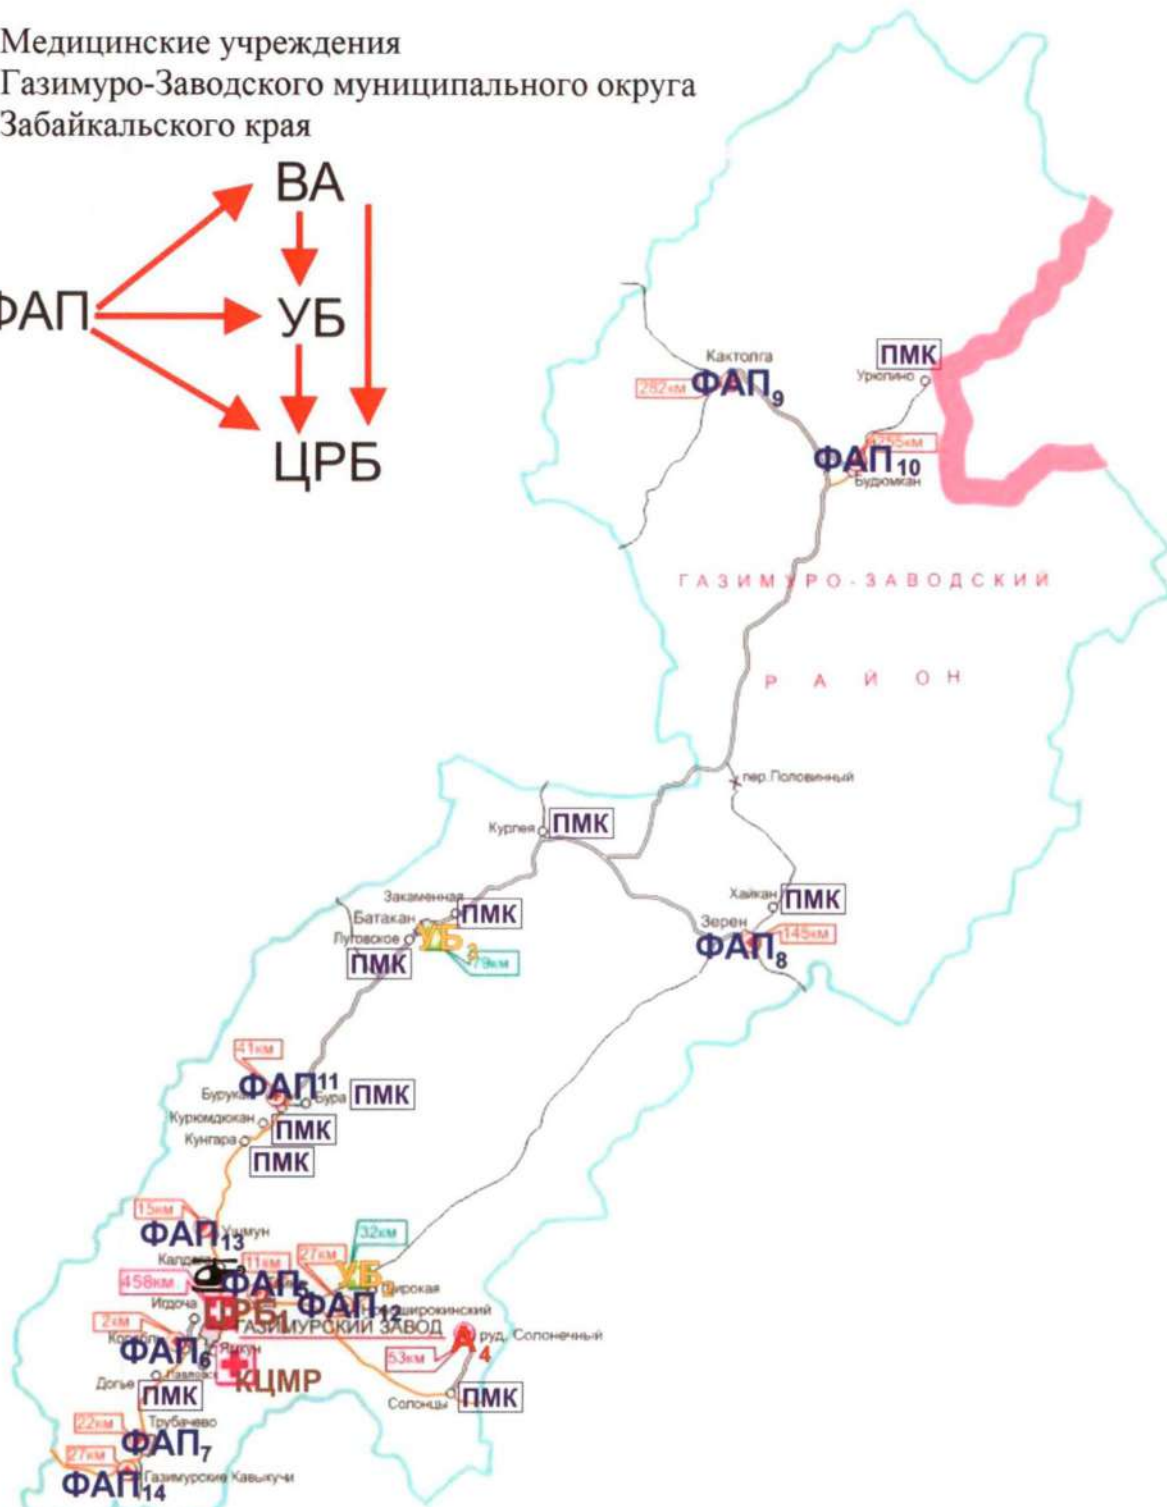 Медицинские учреждения
Газимуро-Заводского муниципального округа
Забайкальского края
ВА
ФАП
УБ
ЦРБ
Кактолга
282км
ФАП9
ПМК
Урюпино
255км
ФАП10
Будюмкан
ГАЗИМУРО-ЗАВОДСКИЙ
РАЙОН
пер.Половинный
Курлея
ПМК
Закаменная
ПМК
Батакан
УБ3
Луговское
79км
ПМК
Хайкан
ПМК
Зерен
145км
ФАП8
41км
ФАП11
Бура
ПМК
Курюмдюкан
ПМК
Кунгара
ПМК
15км
ФАП13
Ушмун
32км
11км
27км
458км
ФАП5
УБ
Широкая
Игдоча
ЦРБ1
ФАП12
2км
ГАЗИМУРСКИЙ ЗАВОД
А4
руд. Солонечный
ФАП6
Ямкун
53км
КЦМР
Догье
ПМК
Солонцы
ПМК
22км
Трубачево
ФАП7
27км
Газимурские Кавыкучи
ФАП14